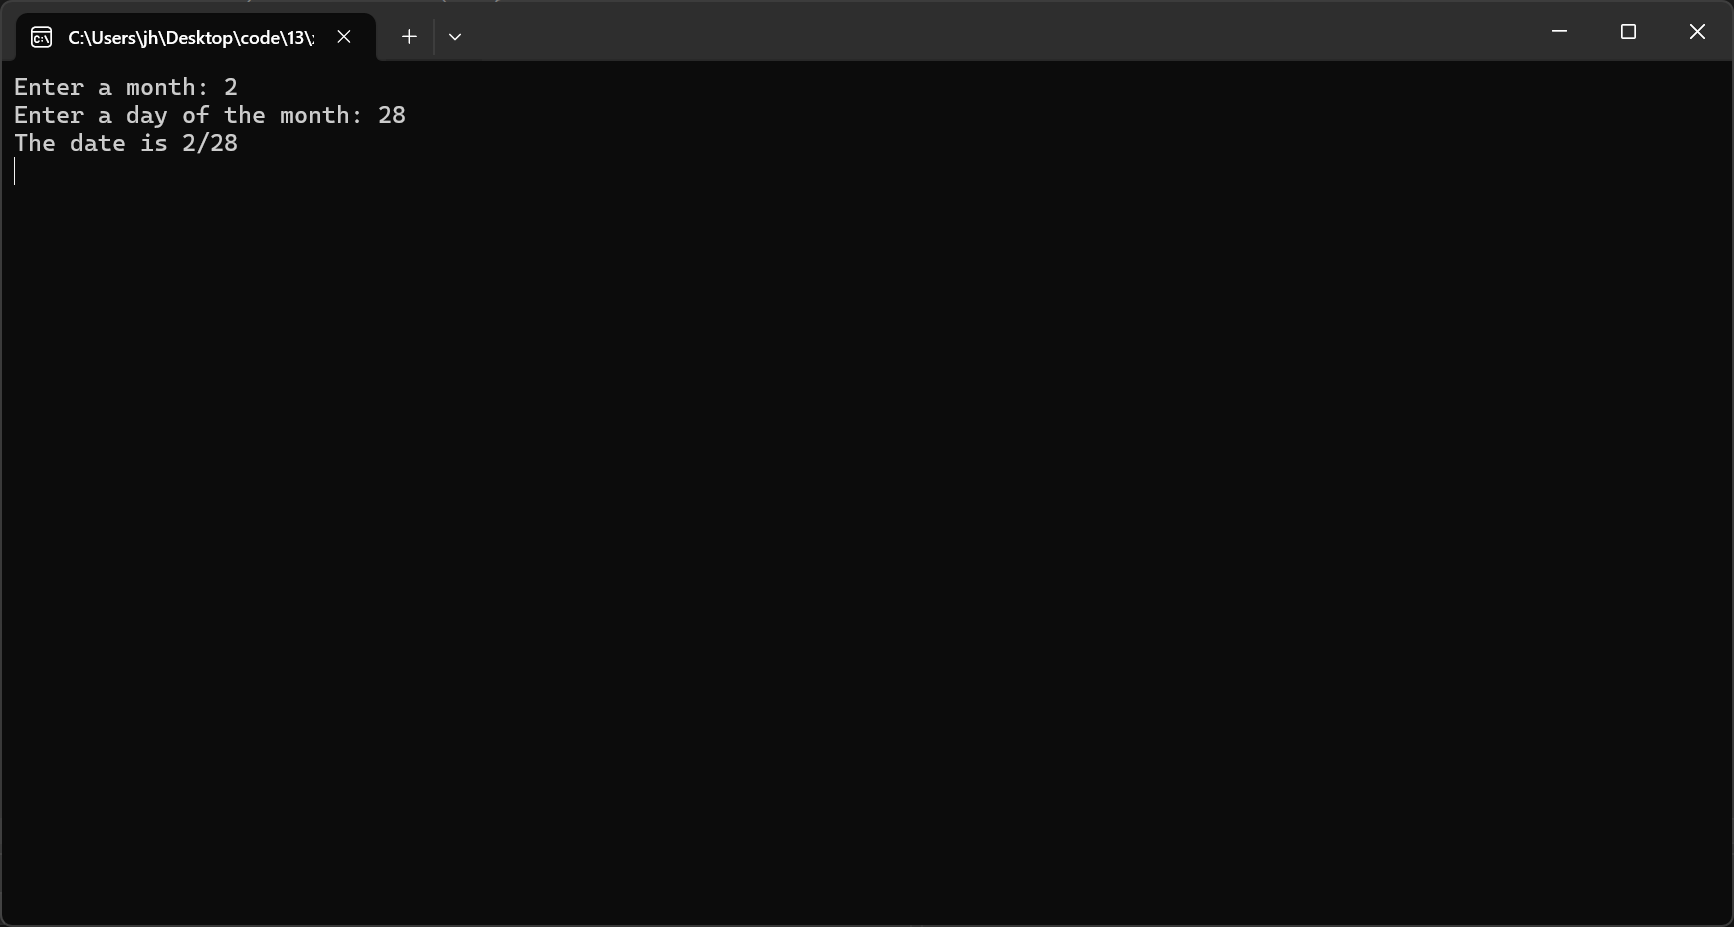 C:\Users\jh\Desktop\code\13\:
Enter a month: 2
Enter a day of the month: 28
The date is 2/28